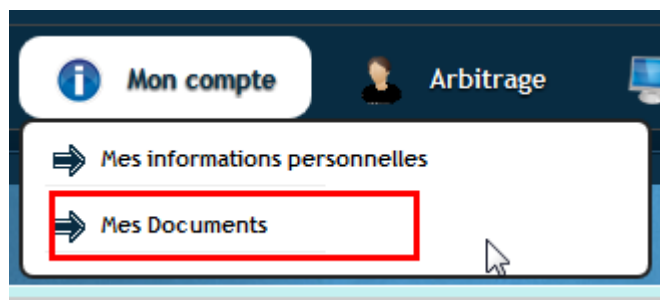 Mon compte
Arbitrage
Mes informations personnelles
Mes Documents